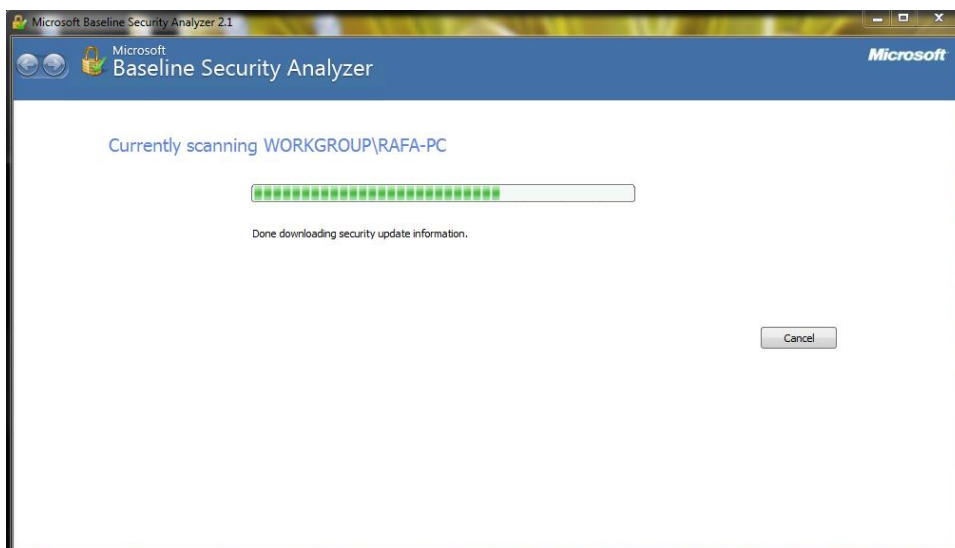 Microsoft Baseline Security Analyzer 2.1
Microsoft
Baseline Security Analyzer
Microsoft
Currently scanning WORKGROUP\RAFA-PC
Done downloading security update information.
Cancel